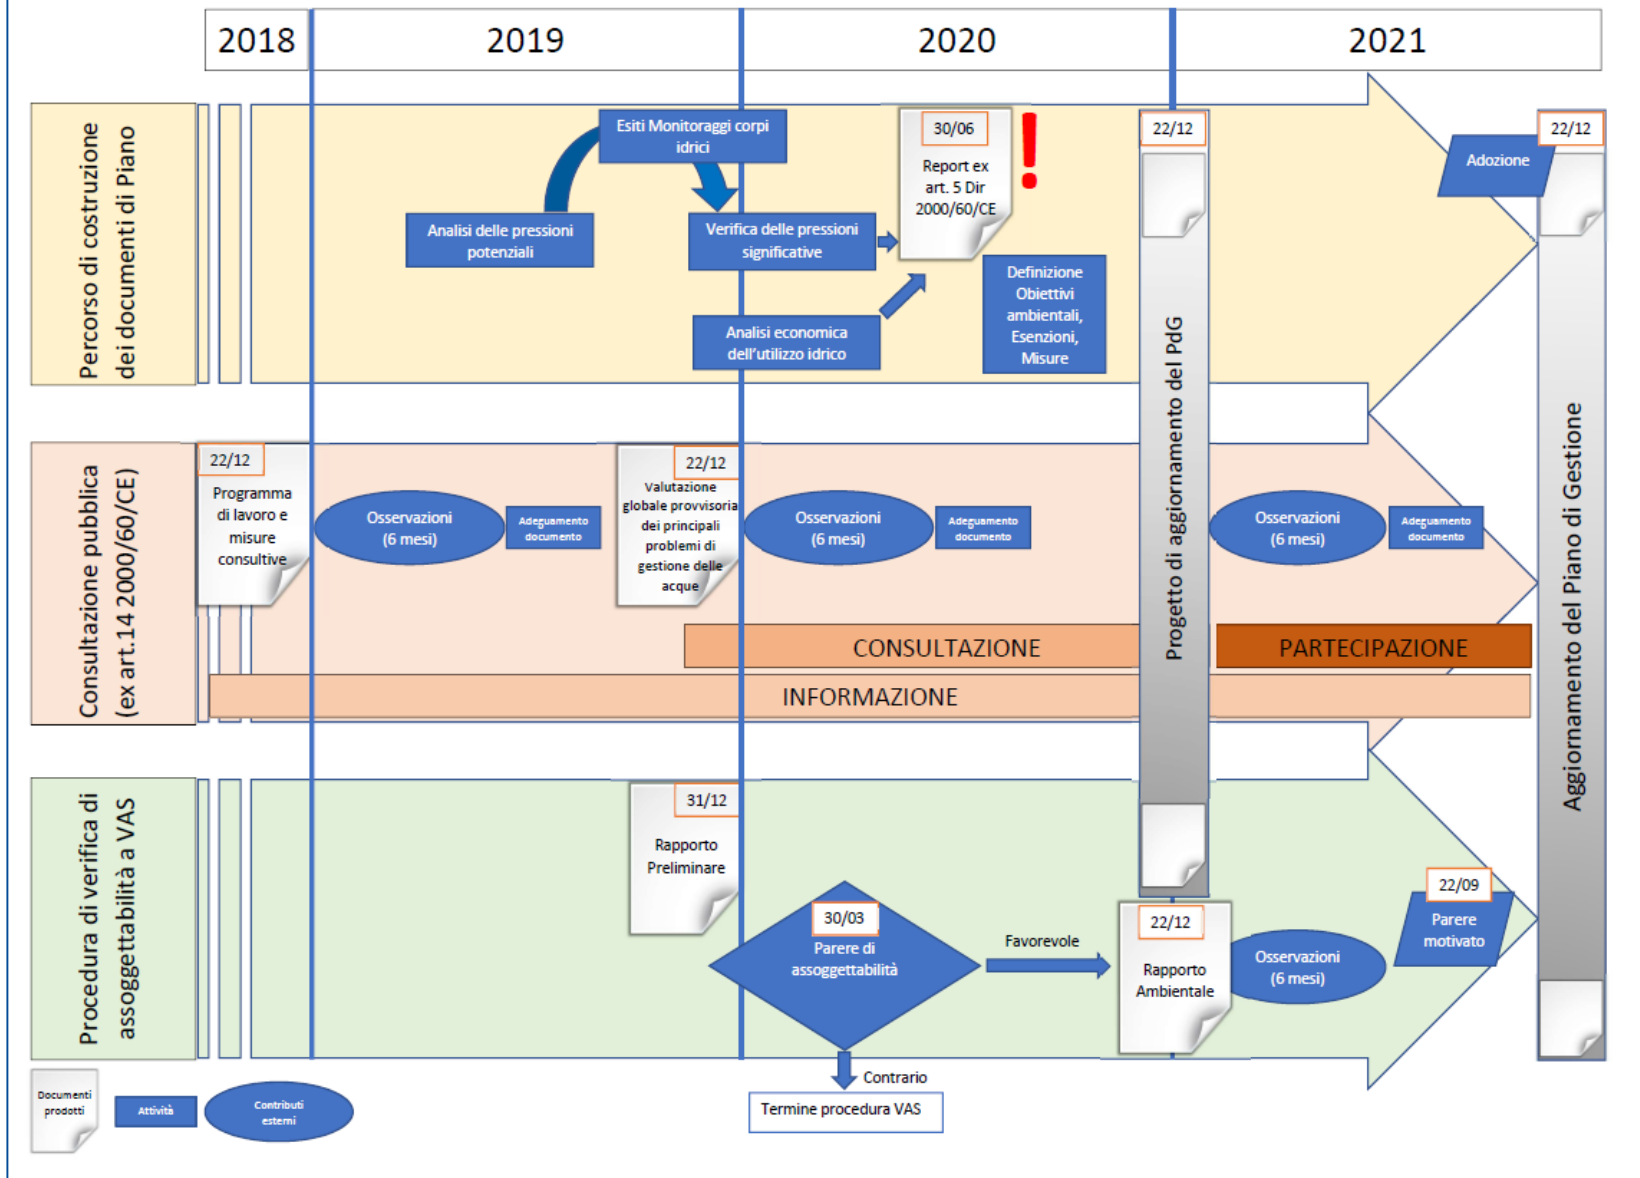 2018
2019
2020
2021
Percorso di costruzione
dei documenti di Piano
Esiti Monitoraggi corpi
idrici
Analisi delle pressioni
potenziali
Verifica delle pressioni
significative
Analisi economica
dell'utilizzo idrico
30/06
Report ex
art. 5 Dir
2000/60/CE
!
Definizione
Obiettivi
ambientali,
Esenzioni,
Misure
22/12
Progetto di aggiornamento del PdG
Adozione
22/12
Aggiornamento del Piano di Gestione
Consultazione pubblica
(ex art.14 2000/60/CE)
22/12
Programma
di lavoro e
misure
consultive
Osservazioni
(6 mesi)
Adeguamento
documento
22/12
Valutazione
globale provvisoria
dei principali
problemi di
gestione delle
acque
Osservazioni
(6 mesi)
Adeguamento
documento
Osservazioni
(6 mesi)
Adeguamento
documento
CONSULTAZIONE
PARTECIPAZIONE
INFORMAZIONE
Procedura di verifica di
assoggettabilità a VAS
31/12
Rapporto
Preliminare
30/03
Parere di
assoggettabilità
Favorevole
22/12
Rapporto
Ambientale
Osservazioni
(6 mesi)
22/09
Parere
motivato
Contrario
Termine procedura VAS
Documenti
prodotti
Attività
Contributi
esterni